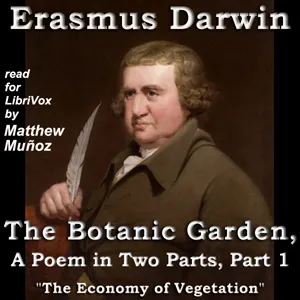 Erasmus Darwin
read
for
LibriVox
by
Matthew
Muñoz
The Botanic Garden,
A Poem in Two Parts, Part 1
"The Economy of Vegetation"